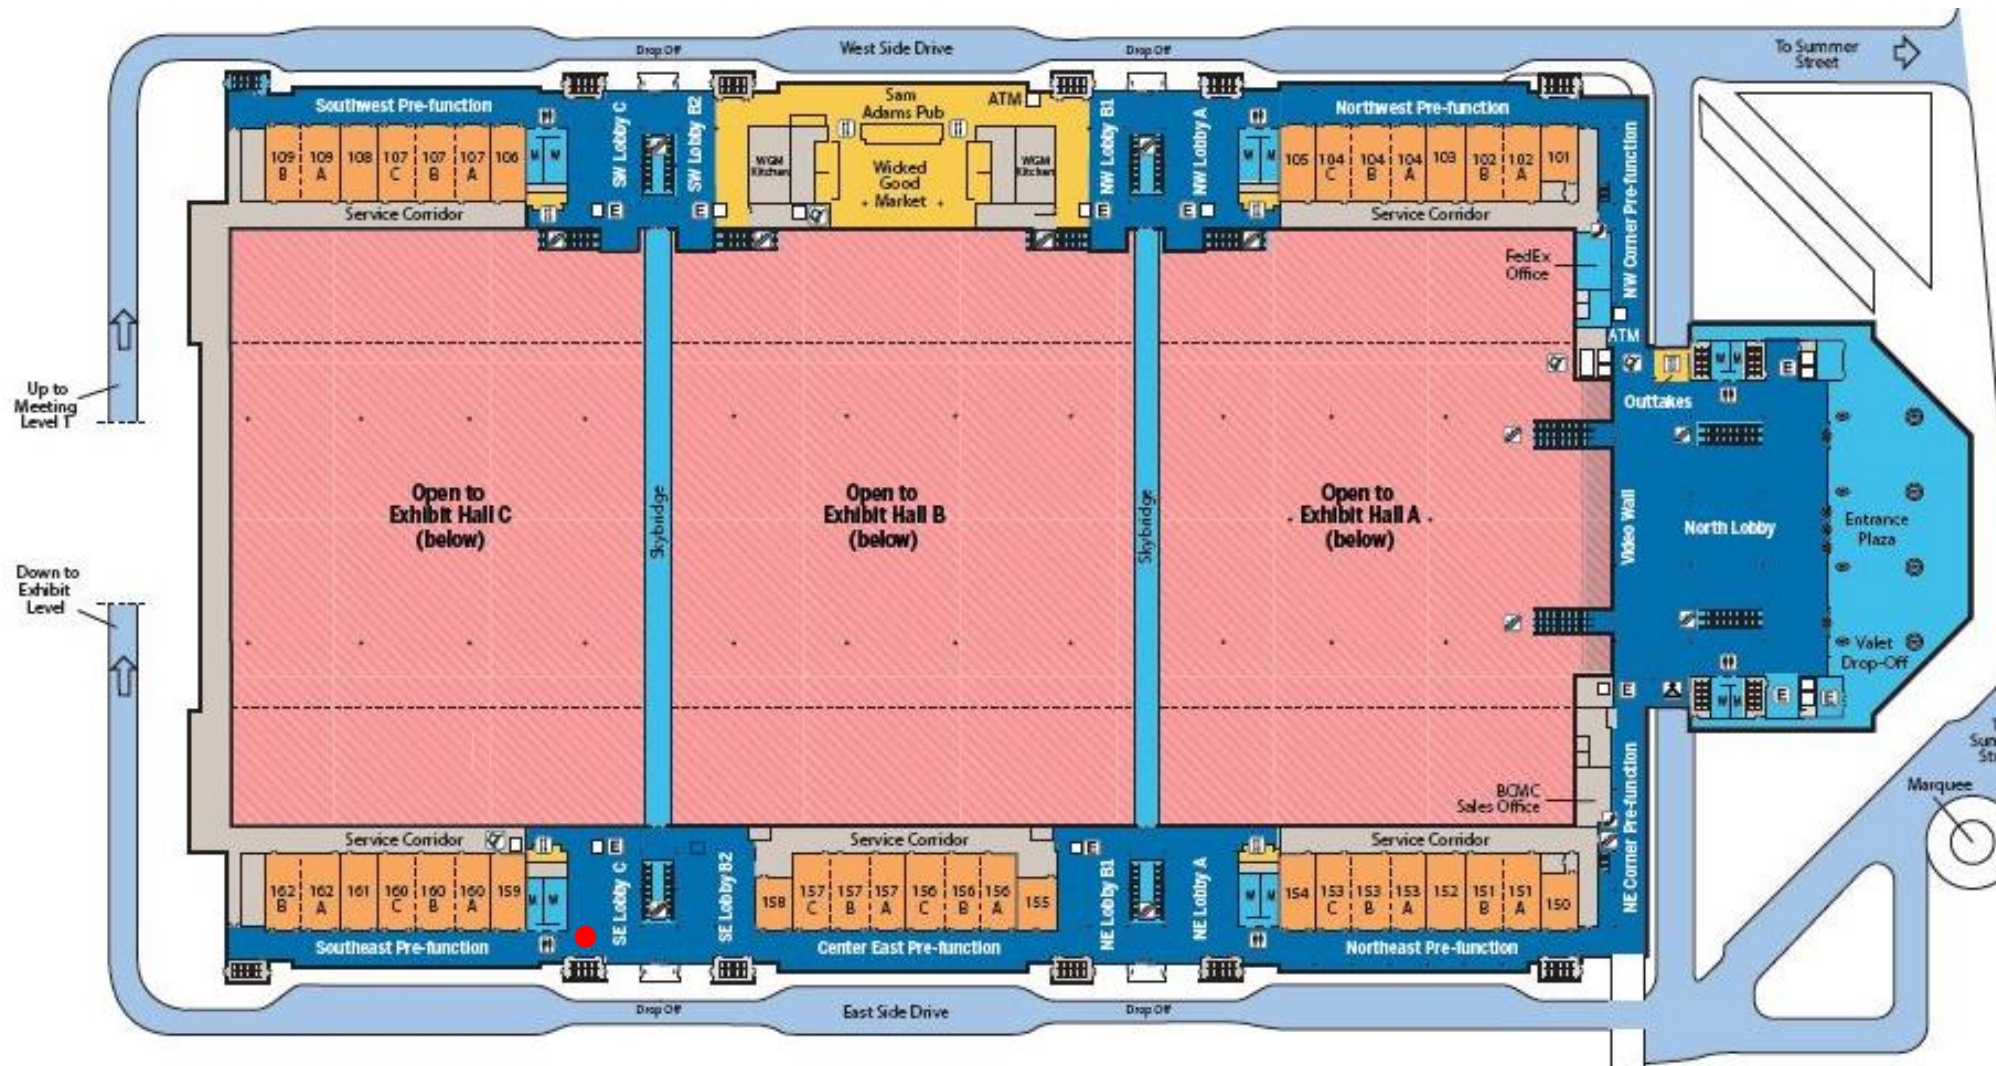 Drop Off
West Side Drive
Drop Off
To Summer
Street
Southwest Pre-function
SW Lobby C
SW Lobby B2
Sam
Adams Pub
ATM
NW Lobby B1
NW Lobby A
Northwest Pre-function
109
B
109
A
108
107
C
107
B
107
A
106
M
W
WGM
Kitchen
Wicked
Good
Market
WGM
Kitchen
W
M
105
104
C
104
B
104
A
103
102
B
102
A
101
Service Corridor
E
E
E
E
Service Corridor
NW Corner Pre-function
FedEx
Office
ATM
Up to
Meeting
Level 1
Outtakes
M
W
E
Open to
Exhibit Hall C
(below)
Skybridge
Open to
Exhibit Hall B
(below)
Skybridge
Open to
Exhibit Hall A
(below)
Video Wall
North Lobby
Entrance
Plaza
Down to
Exhibit
Level
Valet
Drop-Off
E
W
M
E
E
BCMC
Sales Office
NE Corner Pre-function
Marquee
Service Corridor
E
Service Corridor
E
Service Corridor
162
B
162
A
161
160
C
160
B
160
A
159
M
W
SE Lobby C
SE Lobby B2
158
157
C
157
B
157
A
156
C
156
B
156
A
155
NE Lobby B1
NE Lobby A
W
M
154
153
C
153
B
153
A
152
151
B
151
A
150
Southeast Pre-function
Center East Pre-function
Northeast Pre-function
Drop Off
East Side Drive
Drop Off